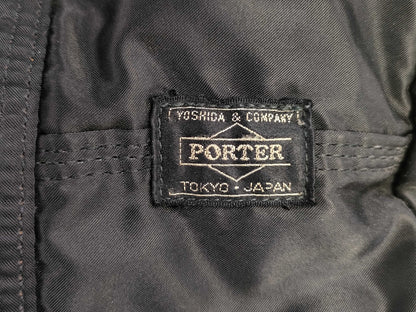 YOSHIDA & COMPANY
PORTER
TOKYO · JAPAN